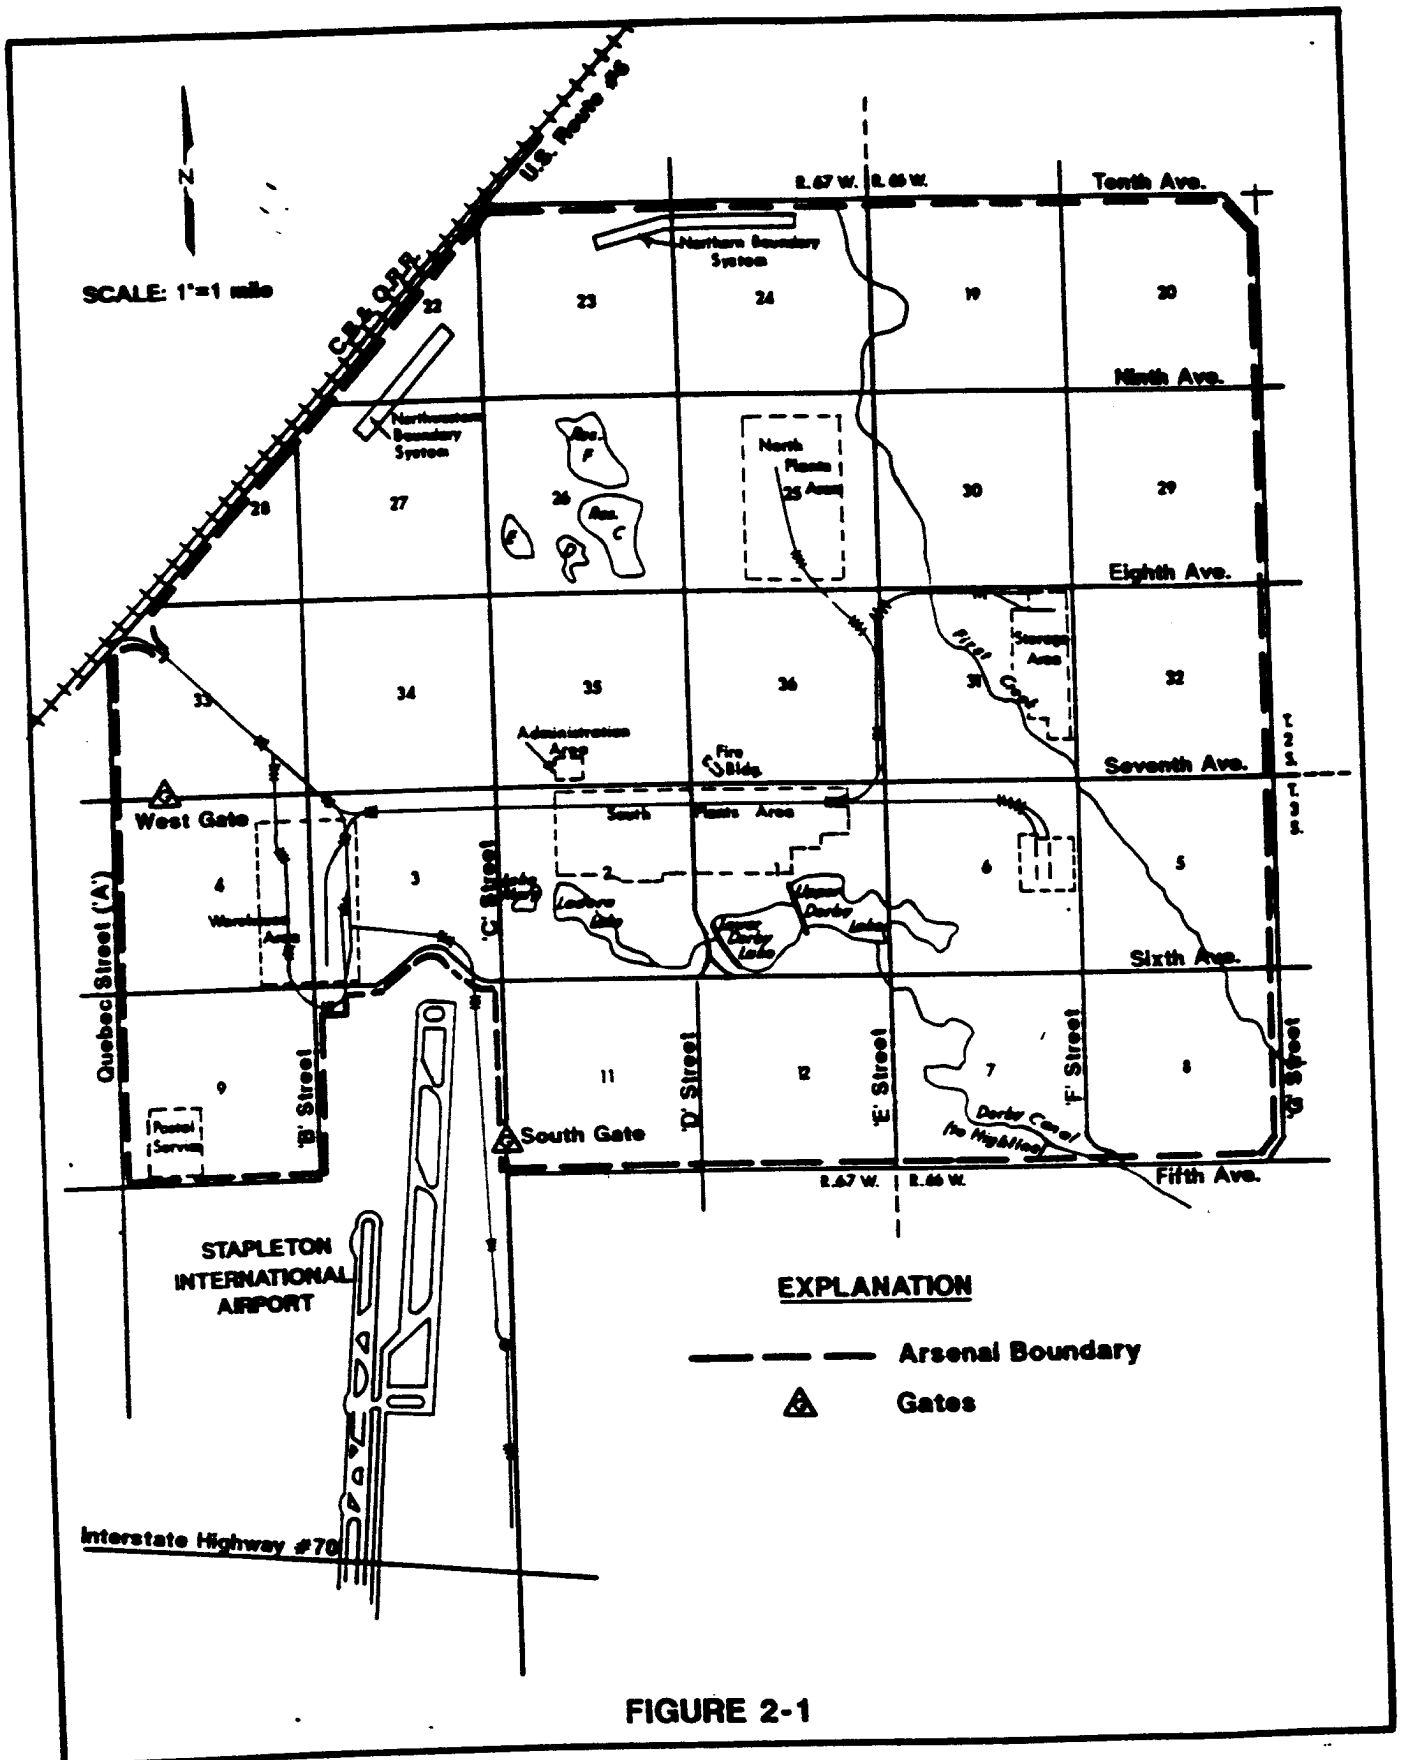 U.S. Route #6
N
R. 67 W. R. 66 W.
Tenth Ave.
Northern Boundary
System
SCALE: 1"=1 mile
C.B.& Q.R.R.
22
23
24
19
20
Ninth Ave.
Northwestern
Boundary
System
Res.
F
North
Plants
25 Area
28
27
26
Res.
C
E
D
30
29
Eighth Ave.
First
Creek
Storage
Area
33
34
35
36
31
32
Administration
Area
Fire
Bldg.
T.
2
S.
Seventh Ave.
T.
3
S.
West Gate
South Plants Area
4
3
2
1
6
5
Warehouse
Area
'C' Street
Lake
Mary
Ladora
Lake
Lower
Derby
Lake
Upper
Derby
Lake
Sixth Ave.
Quebec Street ('A')
'B' Street
'D' Street
'E' Street
'F' Street
'G' Street
9
11
12
7
8
Postal
Service
South Gate
Derby Canal
(to Highline)
Fifth Ave.
R.67 W. R.66 W.
STAPLETON
INTERNATIONAL
AIRPORT
EXPLANATION
Arsenal Boundary
G Gates
Interstate Highway #70
FIGURE 2-1